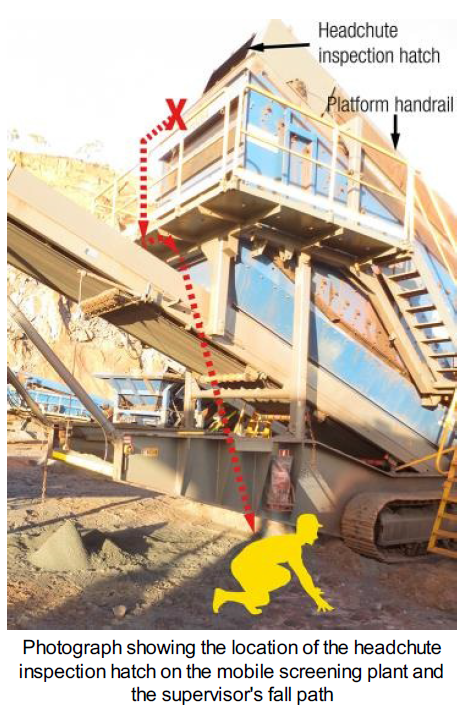 Headchute
inspection hatch
Platform handrail
X
Photograph showing the location of the headchute
inspection hatch on the mobile screening plant and
the supervisor's fall path